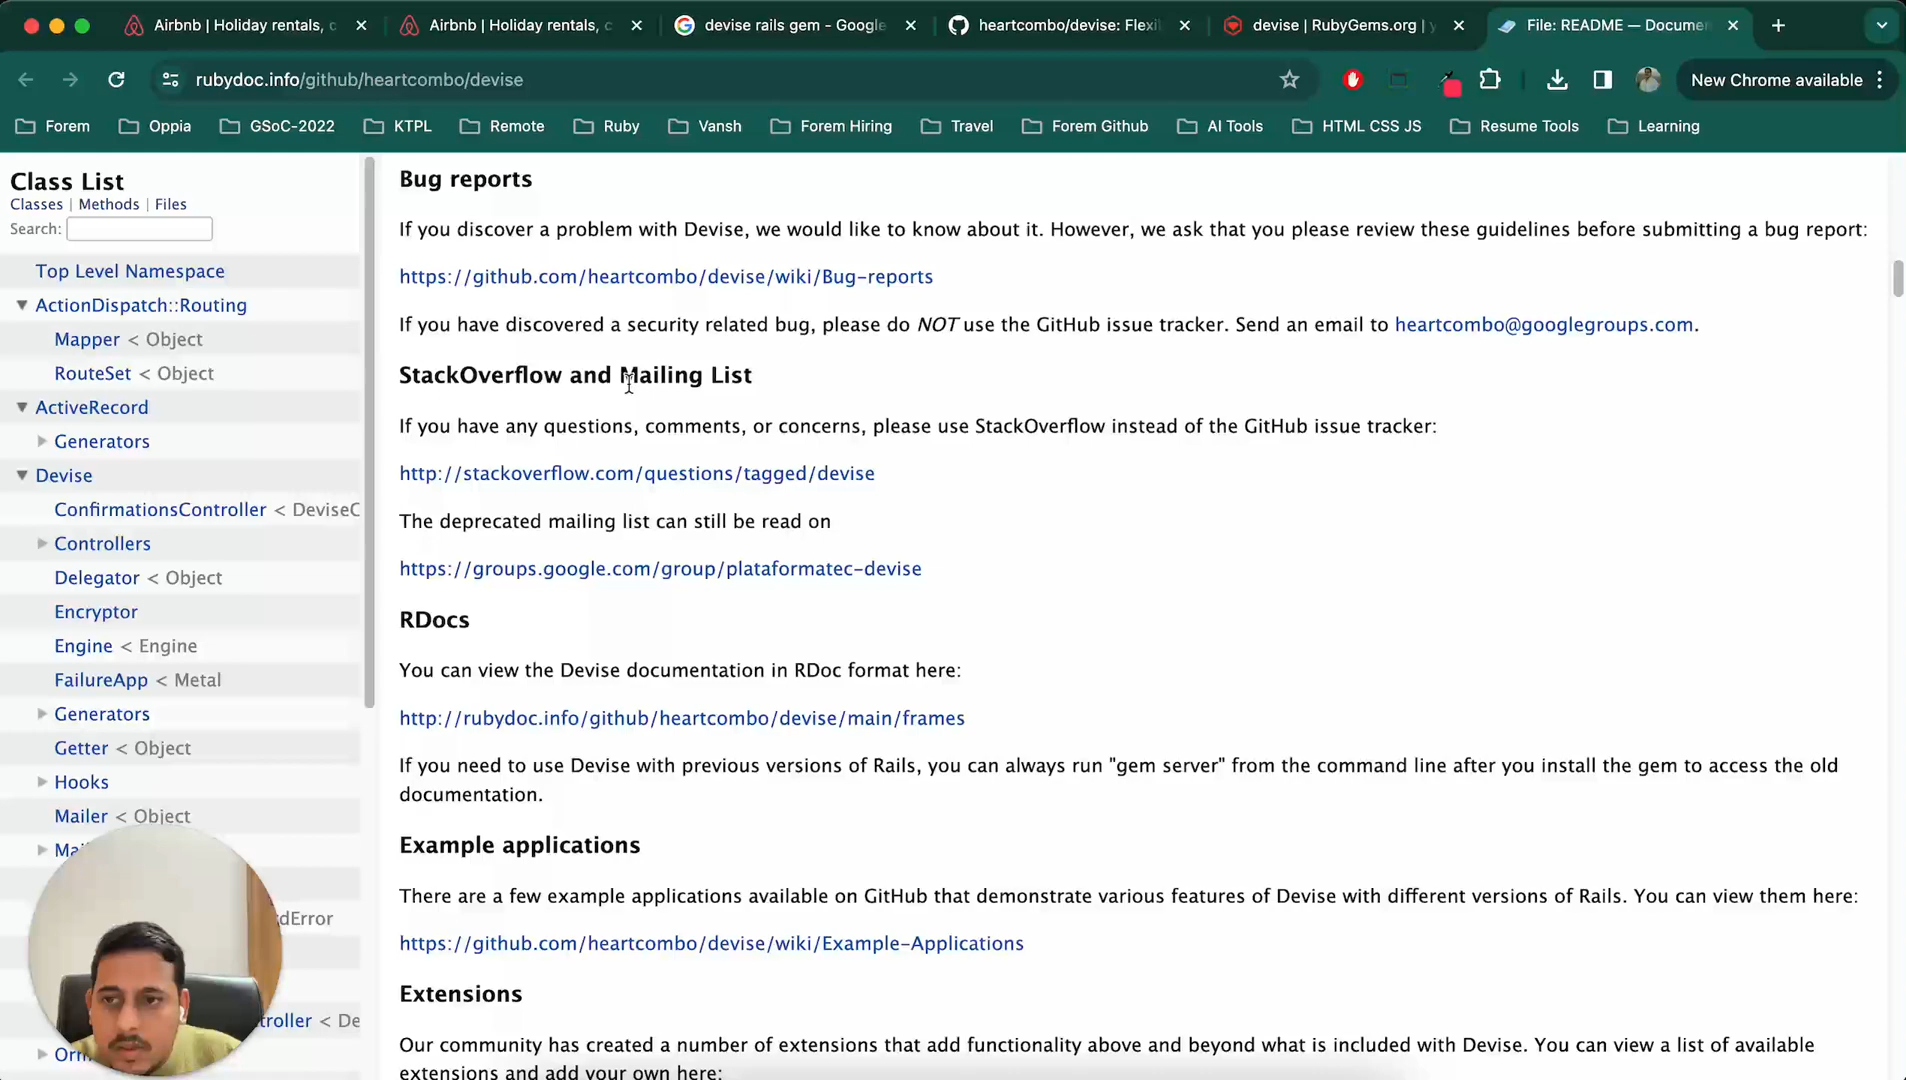 Airbnb | Holiday rentals, c
Airbnb | Holiday rentals, c
devise rails gem - Google
heartcombo/devise: Flexi
devise | RubyGems.org | y
File: README — Docume
rubydoc.info/github/heartcombo/devise
New Chrome available
Forem
Oppia
GSoC-2022
KTPL
Remote
Ruby
Vansh
Forem Hiring
Travel
Forem Github
AI Tools
HTML CSS JS
Resume Tools
Learning
Class List
Classes | Methods | Files
Search:
Top Level Namespace
ActionDispatch::Routing
Mapper < Object
RouteSet < Object
ActiveRecord
Generators
Devise
ConfirmationsController < DeviseC
Controllers
Delegator < Object
Encryptor
Engine < Engine
FailureApp < Metal
Generators
Getter < Object
Hooks
Mailer < Object
Ma
dError
troller < De
Orm
Bug reports
If you discover a problem with Devise, we would like to know about it. However, we ask that you please review these guidelines before submitting a bug report:
https://github.com/heartcombo/devise/wiki/Bug-reports
If you have discovered a security related bug, please do NOT use the GitHub issue tracker. Send an email to heartcombo@googlegroups.com.
StackOverflow and Mailing List
If you have any questions, comments, or concerns, please use StackOverflow instead of the GitHub issue tracker:
http://stackoverflow.com/questions/tagged/devise
The deprecated mailing list can still be read on
https://groups.google.com/group/plataformatec-devise
RDocs
You can view the Devise documentation in RDoc format here:
http://rubydoc.info/github/heartcombo/devise/main/frames
If you need to use Devise with previous versions of Rails, you can always run "gem server" from the command line after you install the gem to access the old
documentation.
Example applications
There are a few example applications available on GitHub that demonstrate various features of Devise with different versions of Rails. You can view them here:
https://github.com/heartcombo/devise/wiki/Example-Applications
Extensions
Our community has created a number of extensions that add functionality above and beyond what is included with Devise. You can view a list of available
extensions and add your own here: